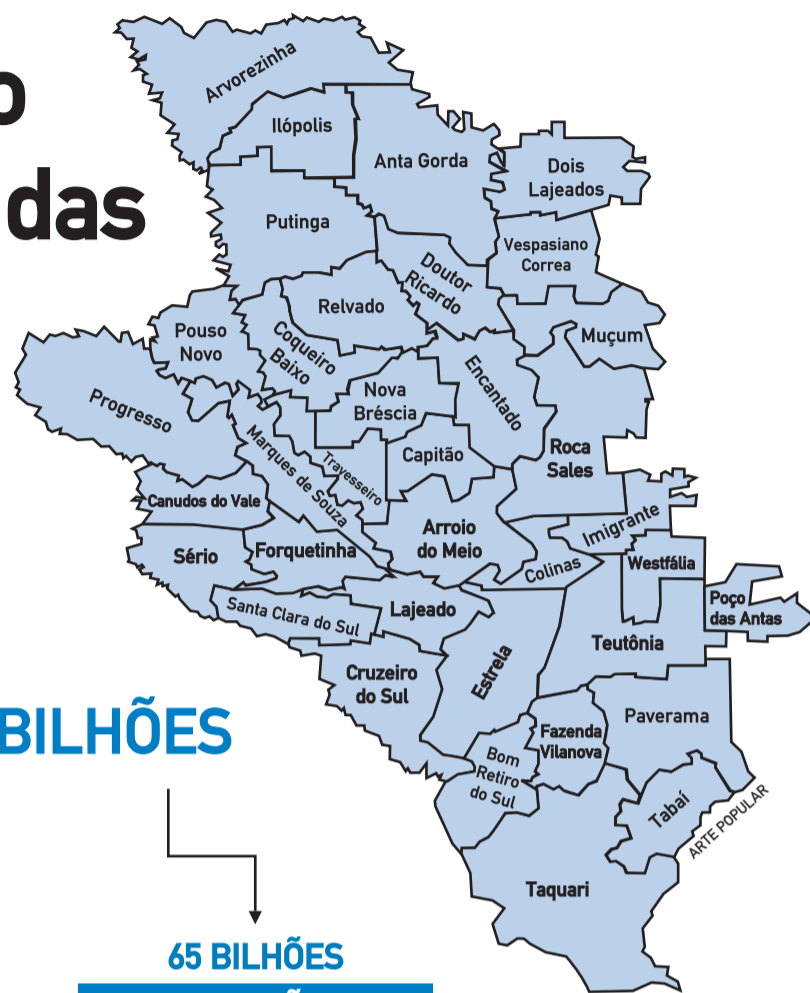 das
Arvorezinha
Ilópolis
Anta Gorda
Dois
Lajeados
Putinga
Vespasiano
Correa
Doutor
Ricardo
Relvado
Pouso
Novo
Coqueiro
Baixo
Muçum
Progresso
Nova
Bréscia
Encantado
Marques de Souza
Travesseiro
Capitão
Roca
Sales
Canudos do Vale
Imigrante
Sério
Forquetinha
Arroio
do Meio
Colinas
Westfália
Poço
das Antas
Santa Clara do Sul
Lajeado
Teutônia
Estrela
Cruzeiro
do Sul
BILHÕES
Fazenda
Vilanova
Paverama
Bom
Retiro
do Sul
Tabaí
ARTE POPULAR
Taquari
65 BILHÕES